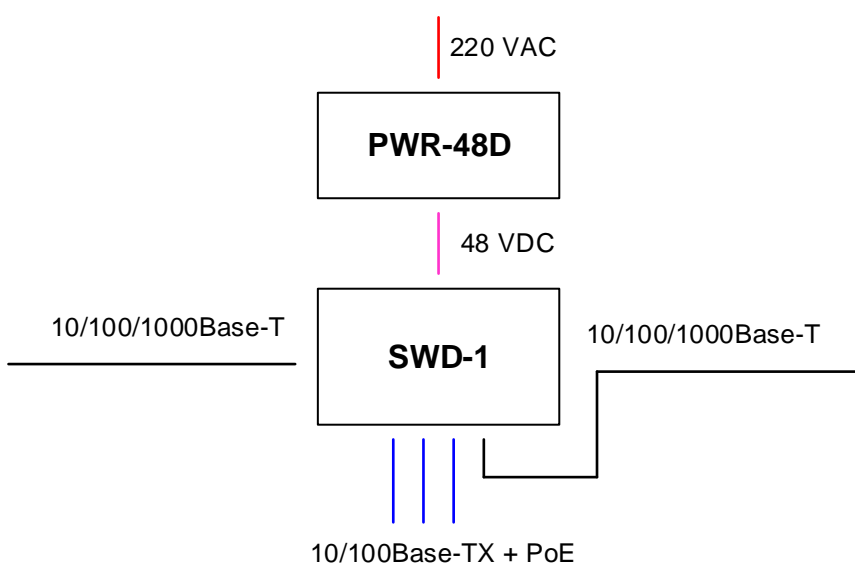 220 VAC
PWR-48D
48 VDC
10/100/1000Base-T
10/100/1000Base-T
SWD-1
10/100Base-TX + PoE